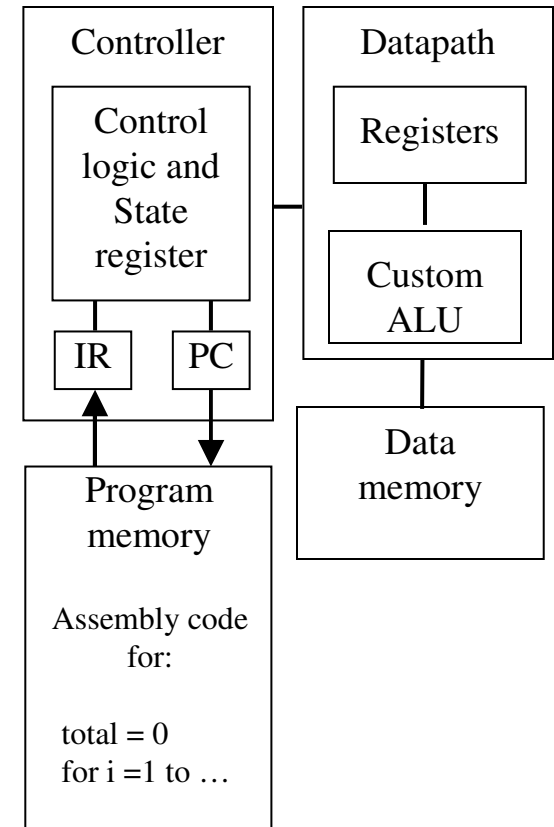 Controller
Control
logic and
State
register
IR
PC
Datapath
Registers
Custom
ALU
Data
memory
Program
memory
Assembly code
for:
total = 0
for i =1 to …